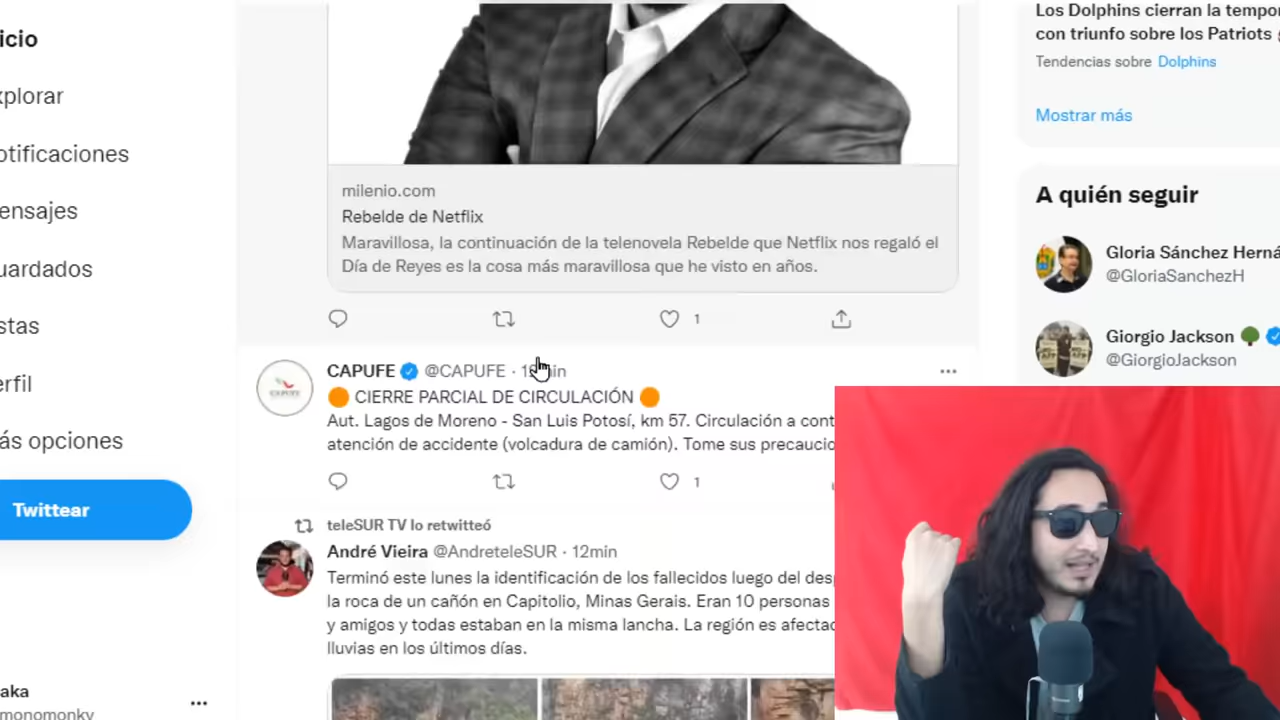 icio
xplorar
otificaciones
ensajes
uardados
stas
erfil
ás opciones
Twittear
aka
monomonky
milenio.com
Rebelde de Netflix
Maravillosa, la continuación de la telenovela Rebelde que Netflix nos regaló el
Día de Reyes es la cosa más maravillosa que he visto en años.
1
CAPUFE @CAPUFE ·
CIERRE PARCIAL DE CIRCULACIÓN
Aut. Lagos de Moreno - San Luis Potosí, km 57. Circulación a cont
atención de accidente (volcadura de camión). Tome sus precaucio
1
teleSUR TV lo retwitteó
André Vieira @AndreteleSUR · 12min
Terminó este lunes la identificación de los fallecidos luego del des
la roca de un cañón en Capitolio, Minas Gerais. Eran 10 personas
y amigos y todas estaban en la misma lancha. La región es afectad
lluvias en los últimos días.
Los Dolphins cierran la tempo
con triunfo sobre los Patriots
Tendencias sobre Dolphins
Mostrar más
A quién seguir
Gloria Sánchez Herná
@GloriaSanchezH
Giorgio Jackson
@GiorgioJackson